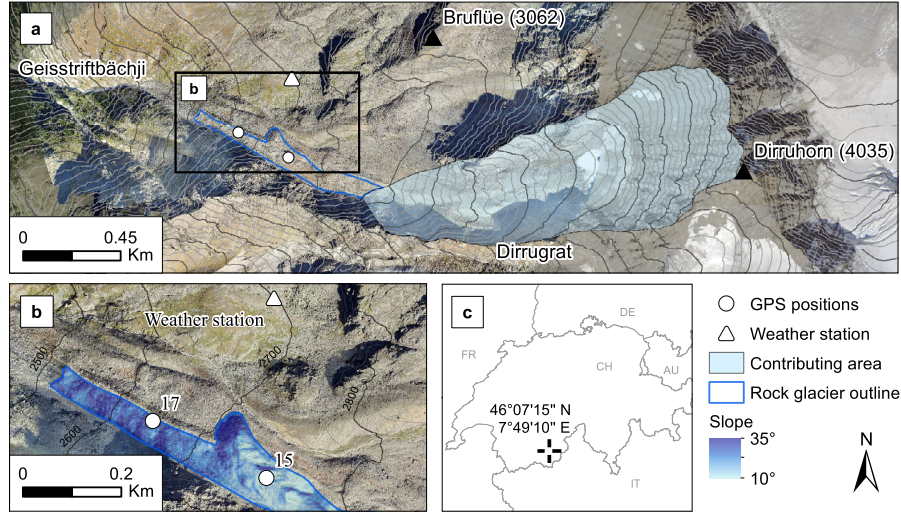 a
Bruflüe (3062)
Geisstriftbächji
b
Dirruhorn (4035)
Dirrugrat
0
0.45
Km
b
Weather station
2500
2600
2700
2800
17
15
0
0.2
Km
c
DE
FR
CH
AU
46°07'15" N
7°49'10" E
IT
GPS positions
Weather station
Contributing area
Rock glacier outline
Slope
35°
10°
N